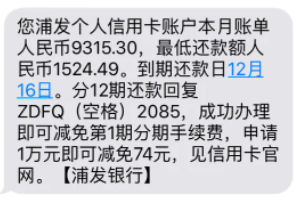 您浦发个人信用卡账户本月账单
人民币9315.30，最低还款额人
民币1524.49。到期还款日12月
16日。分12期还款回复
ZDFQ（空格）2085，成功办理
即可减免第1期分期手续费，申请
1万元即可减免74元，见信用卡官
网。【浦发银行】